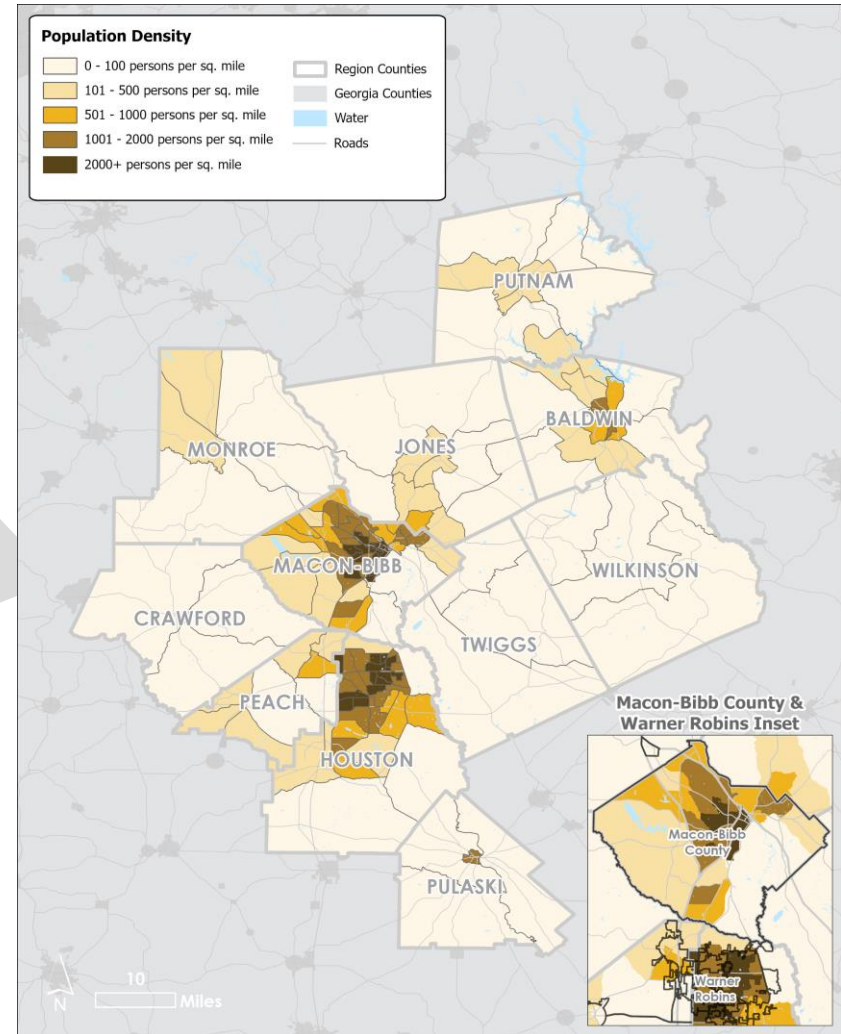 Population Density
0 - 100 persons per sq. mile
101 - 500 persons per sq. mile
501 - 1000 persons per sq. mile
1001 - 2000 persons per sq. mile
2000+ persons per sq. mile
Region Counties
Georgia Counties
Water
Roads
PUTNAM
BALDWIN
MONROE
JONES
MACON-BIBB
WILKINSON
CRAWFORD
TWIGGS
PEACH
HOUSTON
PULASKI
Macon-Bibb County &
Warner Robins Inset
Macon-Bibb
County
Warner
Robins
N
10
Miles